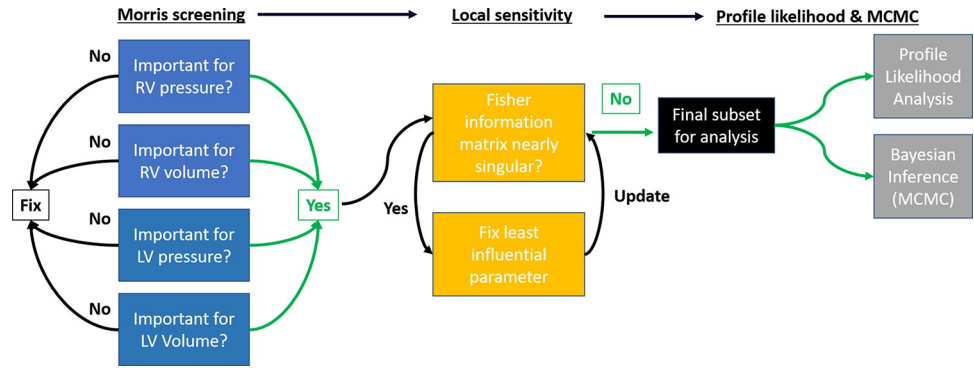 Morris screening
Local sensitivity
Profile likelihood & MCMC
No
Important for
RV pressure?
No
Important for
RV volume?
Fix
Yes
No
Important for
LV pressure?
No
Important for
LV Volume?
Fisher
information
matrix nearly
singular?
Yes
Update
Fix least
influential
parameter
No
Final subset
for analysis
Profile
Likelihood
Analysis
Bayesian
Inference
(MCMC)